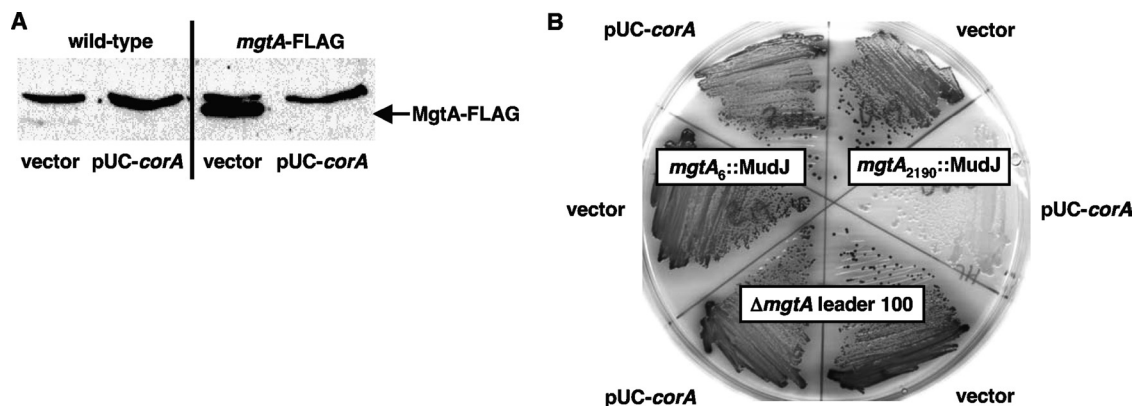 A
wild-type
mgtA-FLAG
MgtA-FLAG
vector
pUC-corA
vector
pUC-corA
B
pUC-corA
vector
mgtA6::MudJ
mgtA2190::MudJ
vector
pUC-corA
ΔmgtA leader 100
pUC-corA
vector